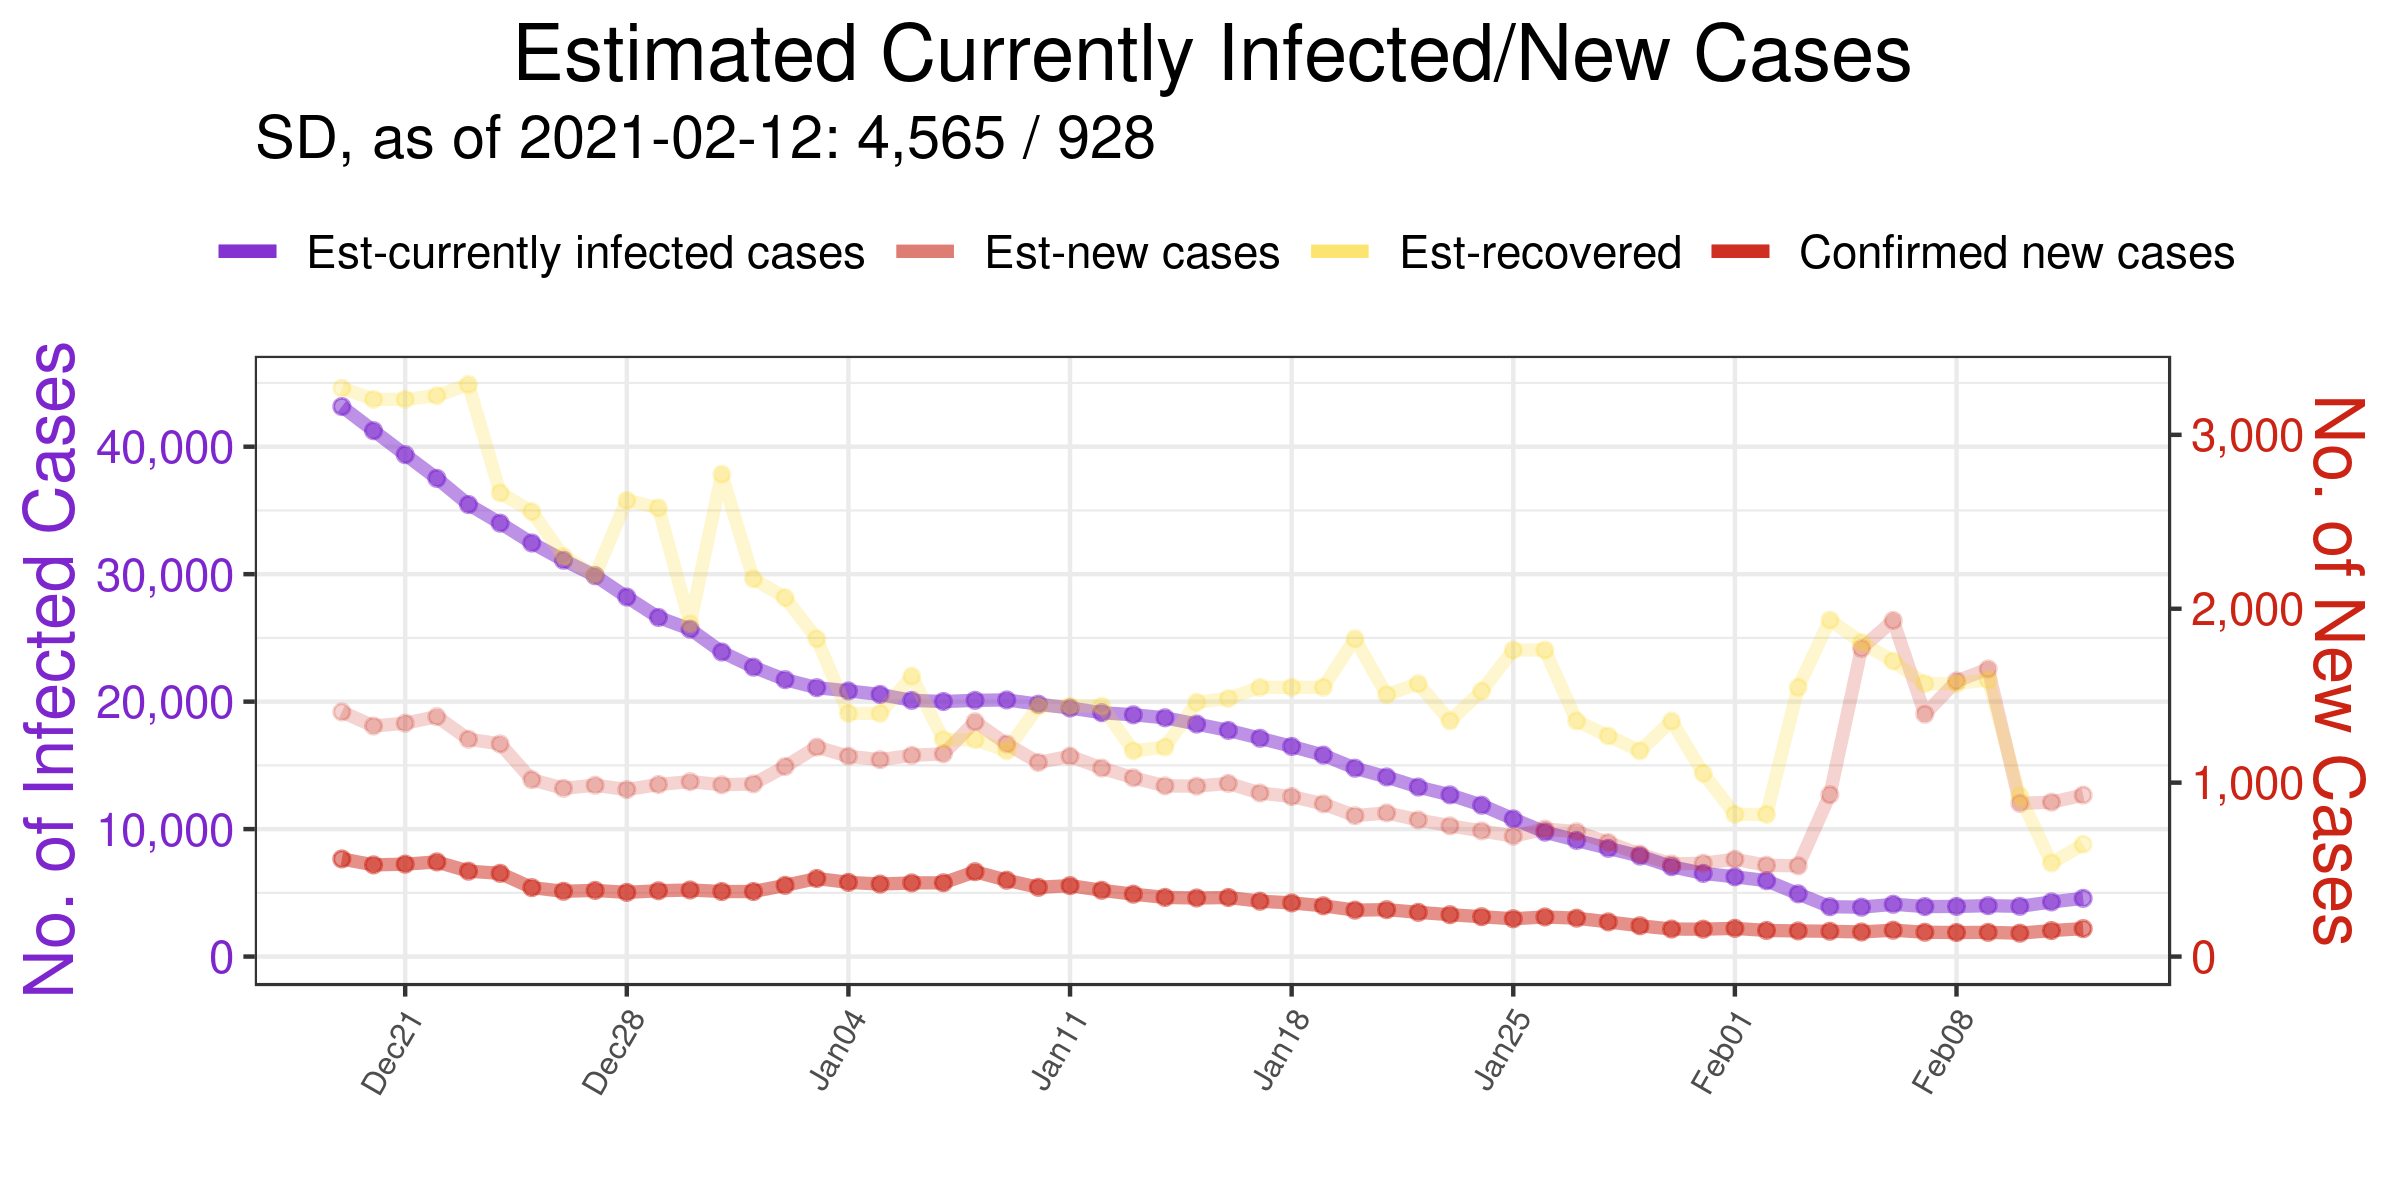 Estimated Currently Infected/New Cases
SD, as of 2021-02-12: 4,565 / 928
Est-currently infected cases Est-new cases Est-recovered Confirmed new cases
No. of Infected Cases
40,000
30,000
20,000
10,000
0
3,000
2,000
1,000
0
No. of New Cases
Dec21 Dec28 Jan04 Jan11 Jan18 Jan25 Feb01 Feb08